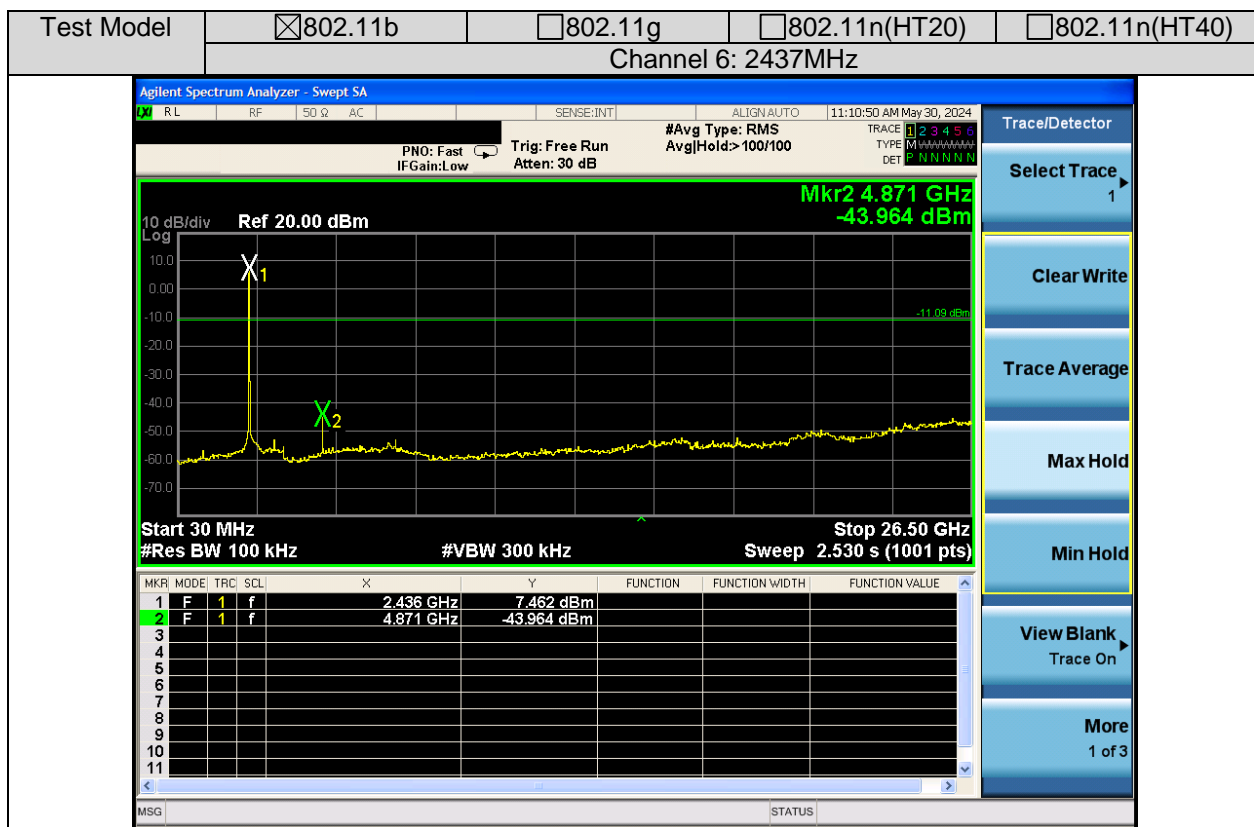 Test Model ☒802.11b ☐802.11g ☐802.11n(HT20) ☐802.11n(HT40)
Channel 6: 2437MHz
Agilent Spectrum Analyzer - Swept SA
LXI RL RF 50 Ω AC SENSE:INT ALIGNAUTO 11:10:50 AM May 30, 2024
PNO: Fast
IFGain:Low
Trig: Free Run
Atten: 30 dB
#Avg Type: RMS
Avg|Hold:>100/100
TRACE 1 2 3 4 5 6
TYPE M WWWWW
DET P N N N N N
Mkr2 4.871 GHz
-43.964 dBm
10 dB/div Ref 20.00 dBm
Log
10.0
0.00
-10.0
-20.0
-30.0
-40.0
-50.0
-60.0
-70.0
1
2
-11.09 dBm
Start 30 MHz Stop 26.50 GHz
#Res BW 100 kHz #VBW 300 kHz Sweep 2.530 s (1001 pts)
MKR MODE TRC SCL X Y FUNCTION FUNCTION WIDTH FUNCTION VALUE
1 F 1 f 2.436 GHz 7.462 dBm
2 F 1 f 4.871 GHz -43.964 dBm
3
4
5
6
7
8
9
10
11
MSG STATUS
Trace/Detector
Select Trace
1
Clear Write
Trace Average
Max Hold
Min Hold
View Blank
Trace On
More
1 of 3